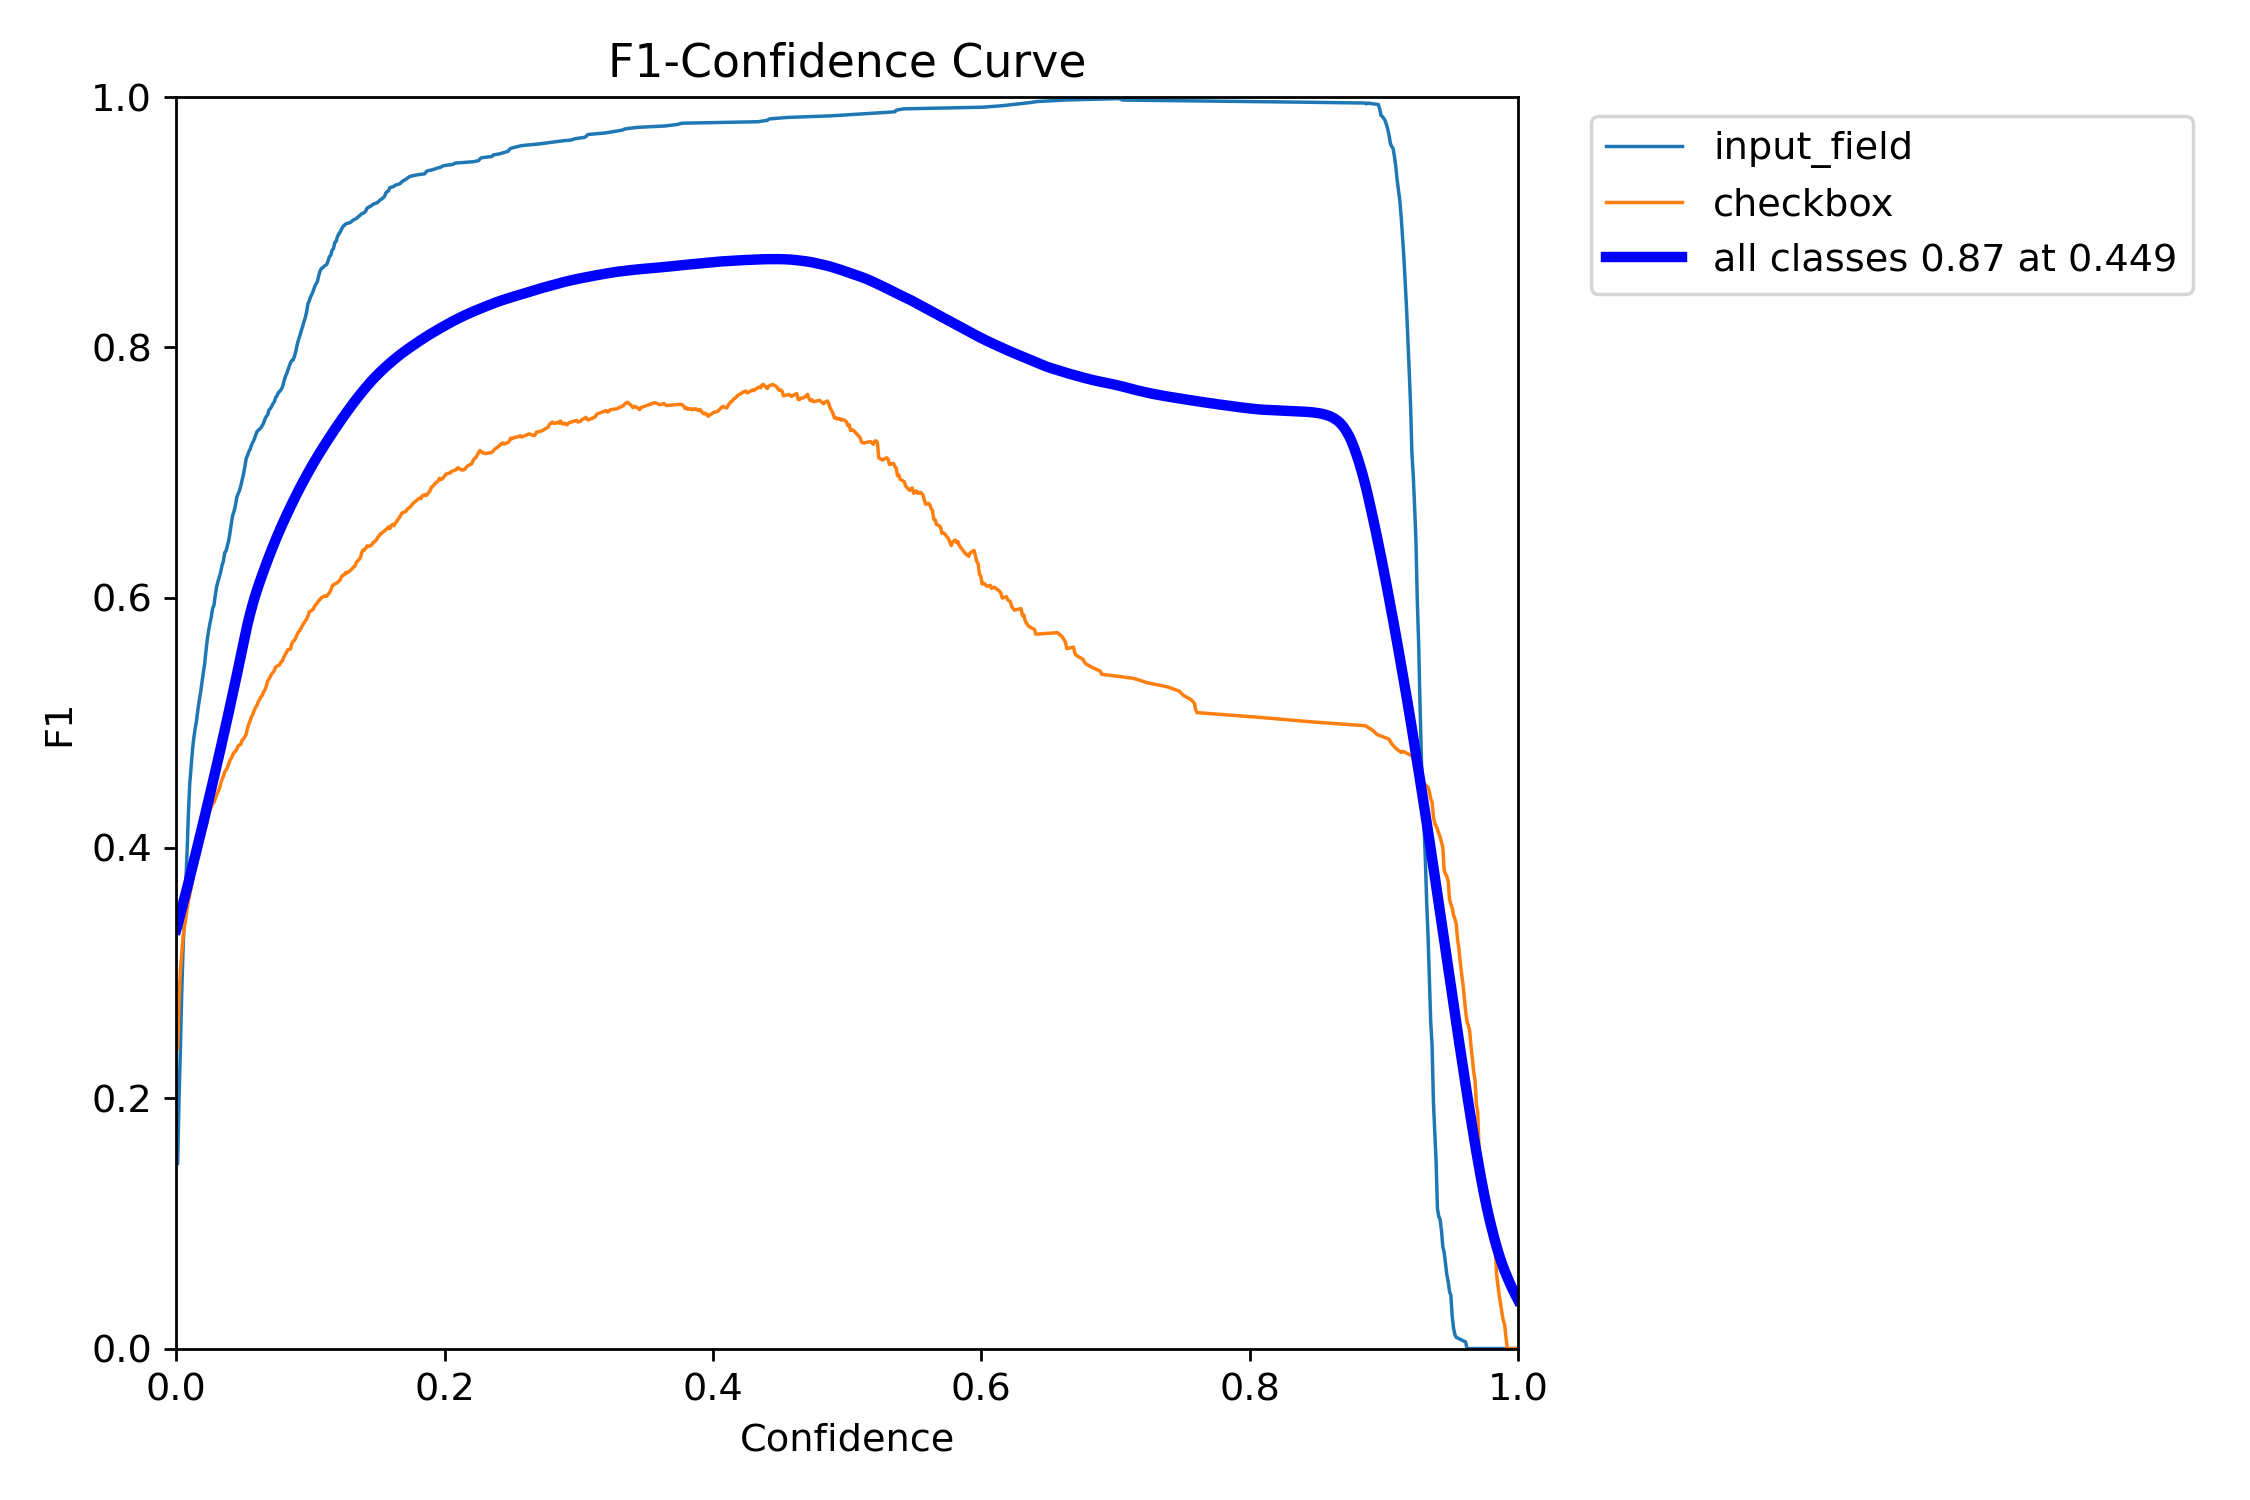 F1-Confidence Curve
1.0
0.8
0.6
0.4
0.2
0.0
F1
0.0 0.2 0.4 0.6 0.8 1.0
Confidence
input_field
checkbox
all classes 0.87 at 0.449